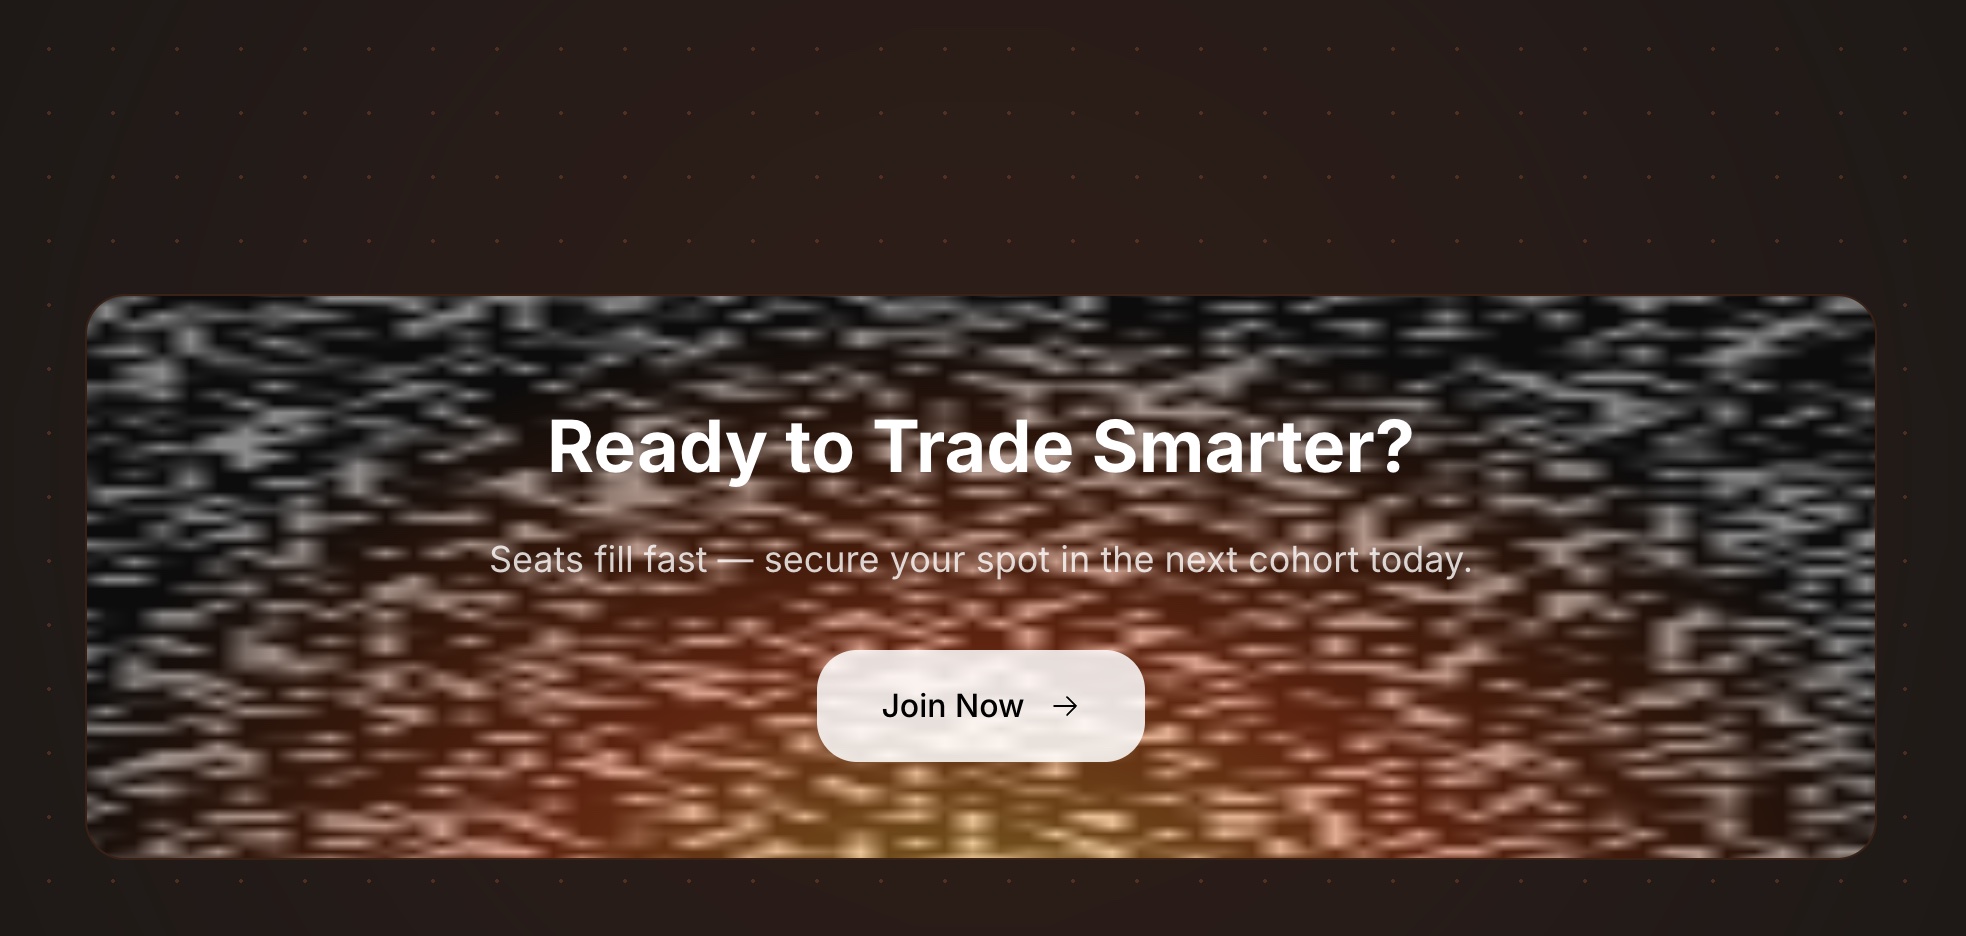 Ready to Trade Smarter?
Seats fill fast — secure your spot in the next cohort today.
Join Now →